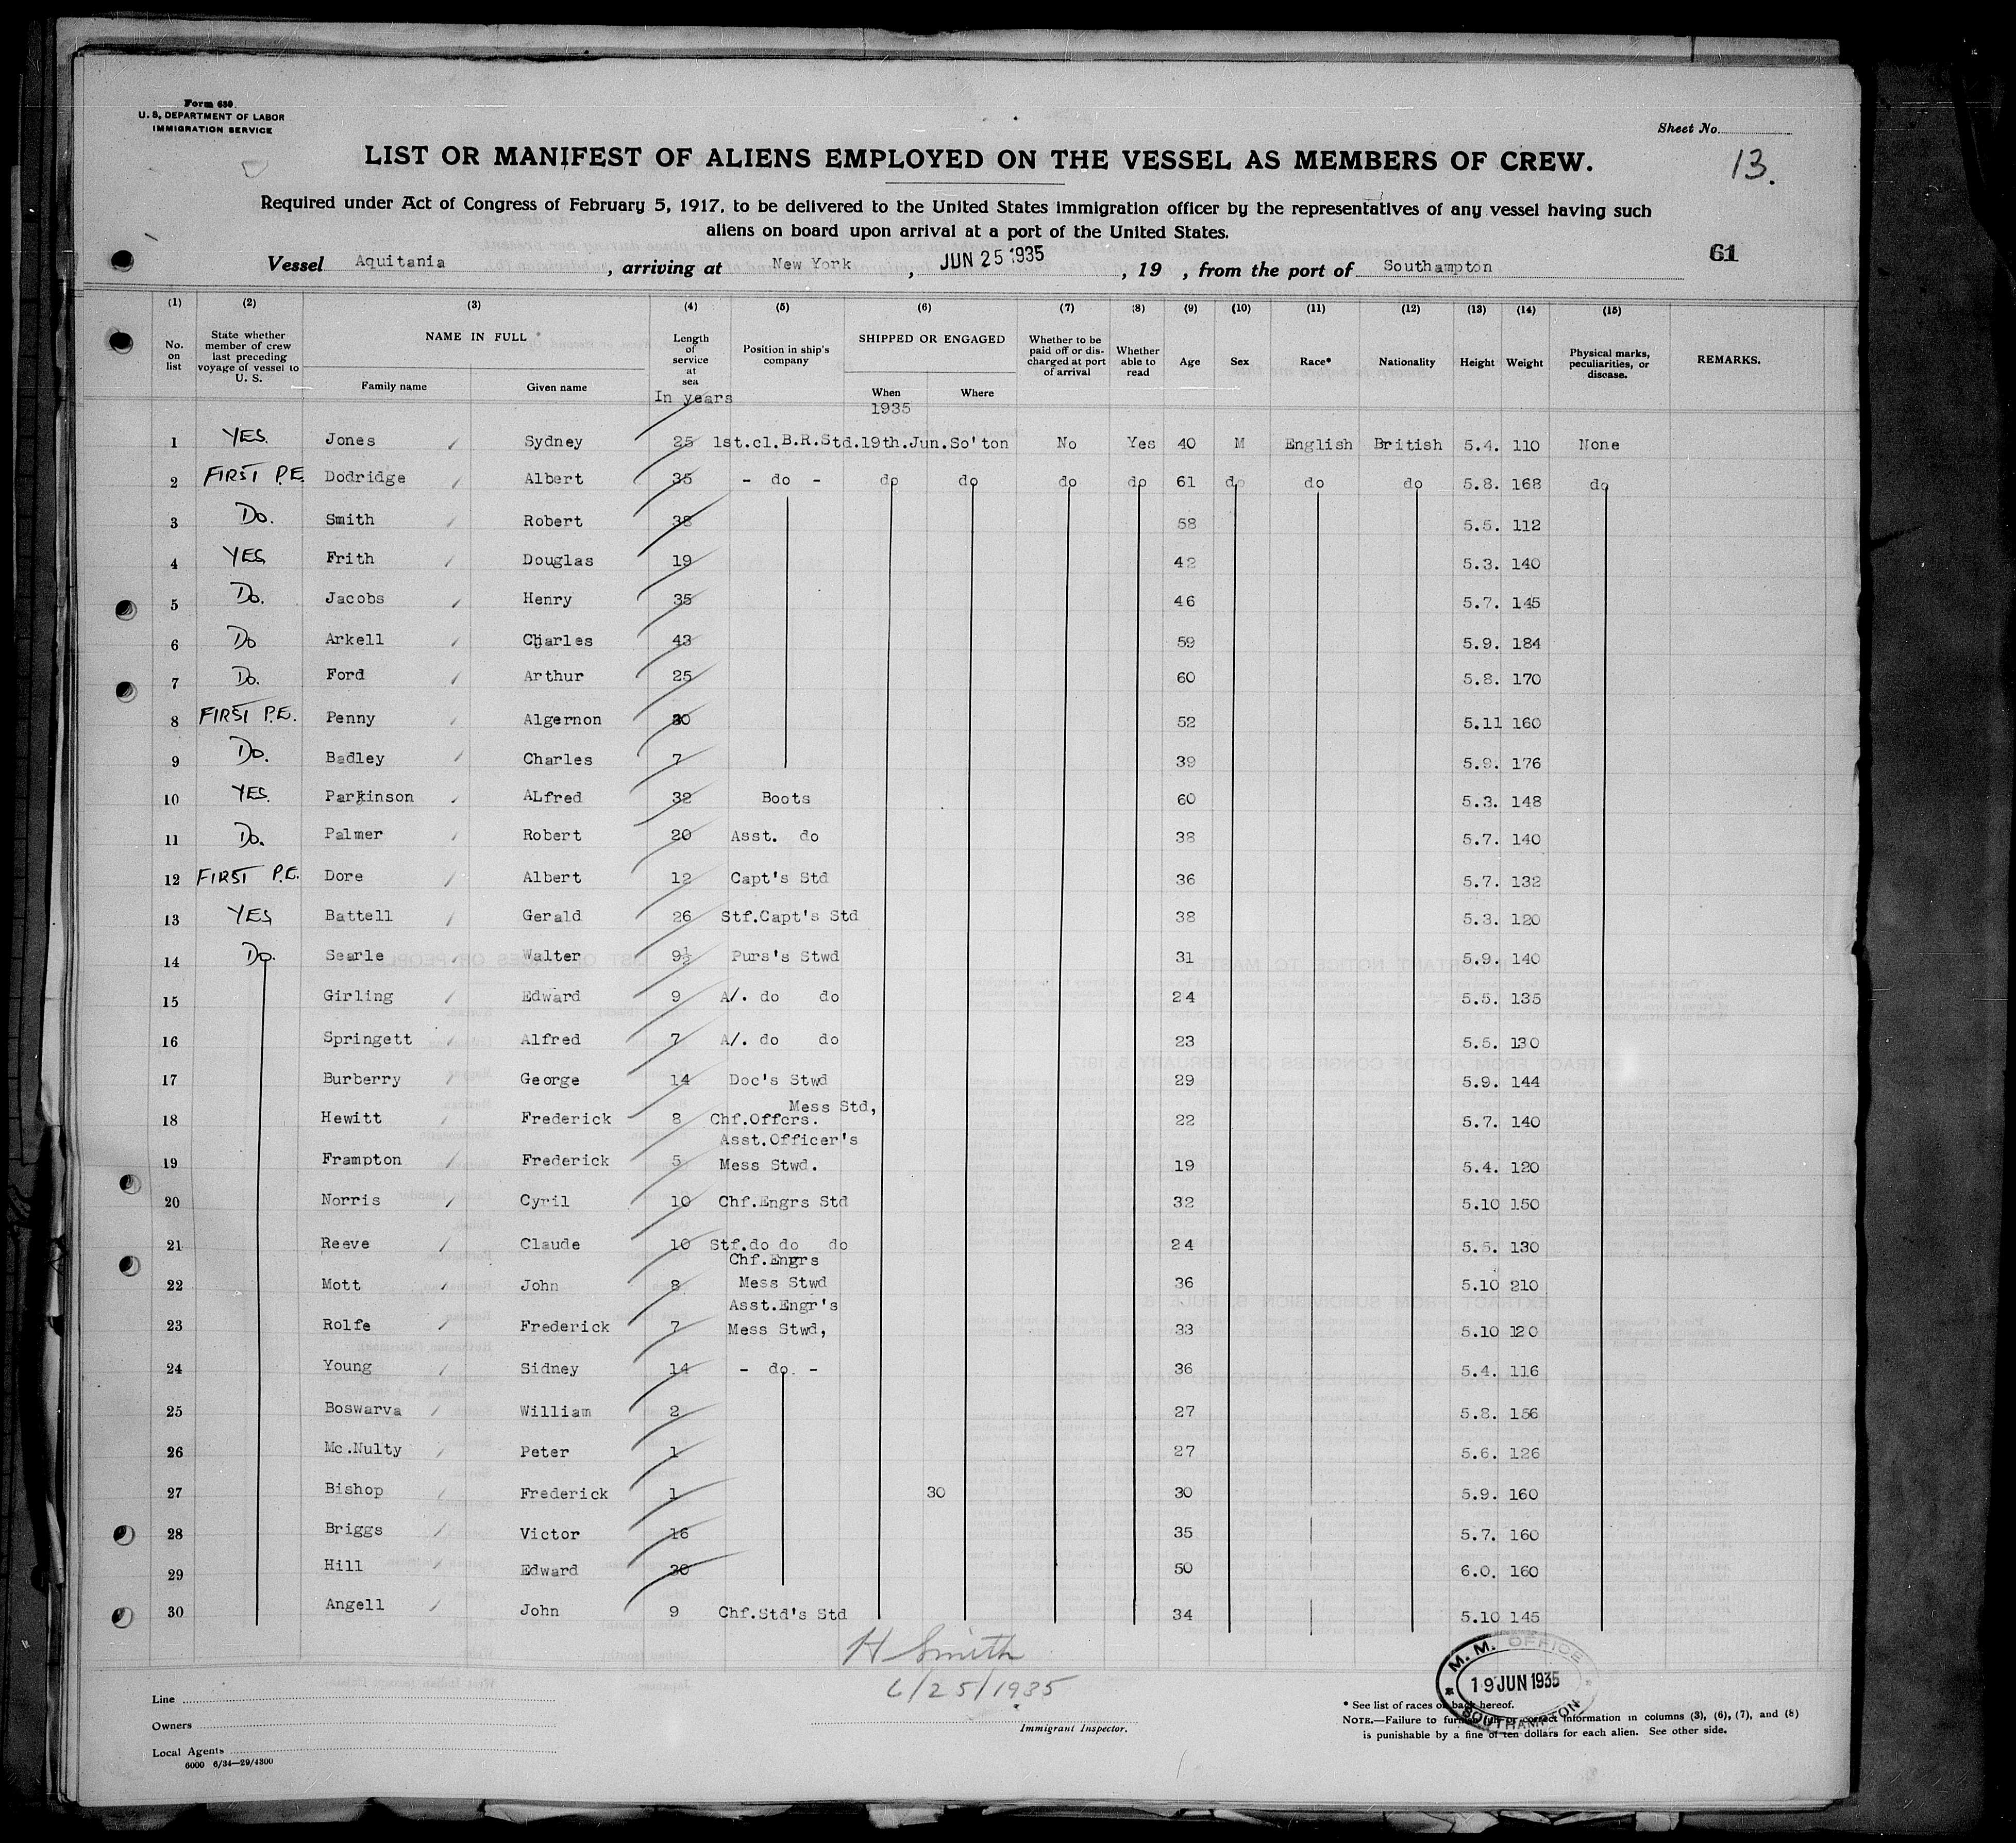 Form 680.
U. S. DEPARTMENT OF LABOR
IMMIGRATION SERVICE
Sheet No.
LIST OR MANIFEST OF ALIENS EMPLOYED ON THE VESSEL AS MEMBERS OF CREW.
13.
Required under Act of Congress of February 5, 1917, to be delivered to the United States immigration officer by the representatives of any vessel having such
aliens on board upon arrival at a port of the United States.
61
Vessel Aquitania, arriving at New York, JUN 25 1935, 19 , from the port of Southampton
(1) (2) (3) (4) (5) (6) (7) (8) (9) (10) (11) (12) (13) (14) (15)
No. on list
State whether member of crew last preceding voyage of vessel to U. S.
NAME IN FULL
Family name
Given name
Length of service at sea
In years
Position in ship's company
SHIPPED OR ENGAGED
When
1935
Where
Whether to be paid off or discharged at port of arrival
Whether able to read
Age
Sex
Race*
Nationality
Height
Weight
Physical marks, peculiarities, or disease.
REMARKS.
1 YES. Jones Sydney 25 1st.cl.B.R.Std.19th.Jun.So'ton No Yes 40 M English British 5.4. 110 None
2 FIRST P.E. Dodridge Albert 35 - do - do do do do 61 do do do 5.8. 168 do
3 Do. Smith Robert 38 58 5.5. 112
4 YES Frith Douglas 19 42 5.3. 140
5 Do. Jacobs Henry 35 46 5.7. 145
6 Do Arkell Charles 43 59 5.9. 184
7 Do. Ford Arthur 25 60 5.8. 170
8 FIRST P.E. Penny Algernon 30 52 5.11 160
9 Do. Badley Charles 7 39 5.9. 176
10 YES. Parkinson ALfred 32 Boots 60 5.3. 148
11 Do. Palmer Robert 20 Asst. do 38 5.7. 140
12 FIRST P.E. Dore Albert 12 Capt's Std 36 5.7. 132
13 YES Battell Gerald 26 Stf.Capt's Std 38 5.3. 120
14 Do. Searle Walter 9½ Purs's Stwd 31 5.9. 140
15 Girling Edward 9 A/. do do 24 5.5. 135
16 Springett Alfred 7 A/. do do 23 5.5. 130
17 Burberry George 14 Doc's Stwd 29 5.9. 144
18 Hewitt Frederick 8 Chf.Offcrs. Mess Std, 22 5.7. 140
19 Frampton Frederick 5 Asst.Officer's Mess Stwd. 19 5.4. 120
20 Norris Cyril 10 Chf.Engrs Std 32 5.10 150
21 Reeve Claude 10 Stf.do do do 24 5.5. 130
22 Mott John 8 Chf.Engrs Mess Stwd 36 5.10 210
23 Rolfe Frederick 7 Asst.Engr's Mess Stwd, 33 5.10 120
24 Young Sidney 14 - do. - 36 5.4. 116
25 Boswarva William 2 27 5.8. 156
26 Mc.Nulty Peter 1 27 5.6. 126
27 Bishop Frederick 1 30 30 5.9. 160
28 Briggs Victor 16 35 5.7. 160
29 Hill Edward 30 50 6.0. 160
30 Angell John 9 Chf.Std's Std 34 5.10 145
H Smith
6/25/1935
Immigrant Inspector.
M. M. OFFICE
19 JUN 1935
SOUTHAMPTON
Line
Owners
Local Agents
6000 6/34—29/4300
* See list of races on back hereof.
NOTE.—Failure to furnish full or correct information in columns (3), (6), (7), and (8)
is punishable by a fine of ten dollars for each alien. See other side.